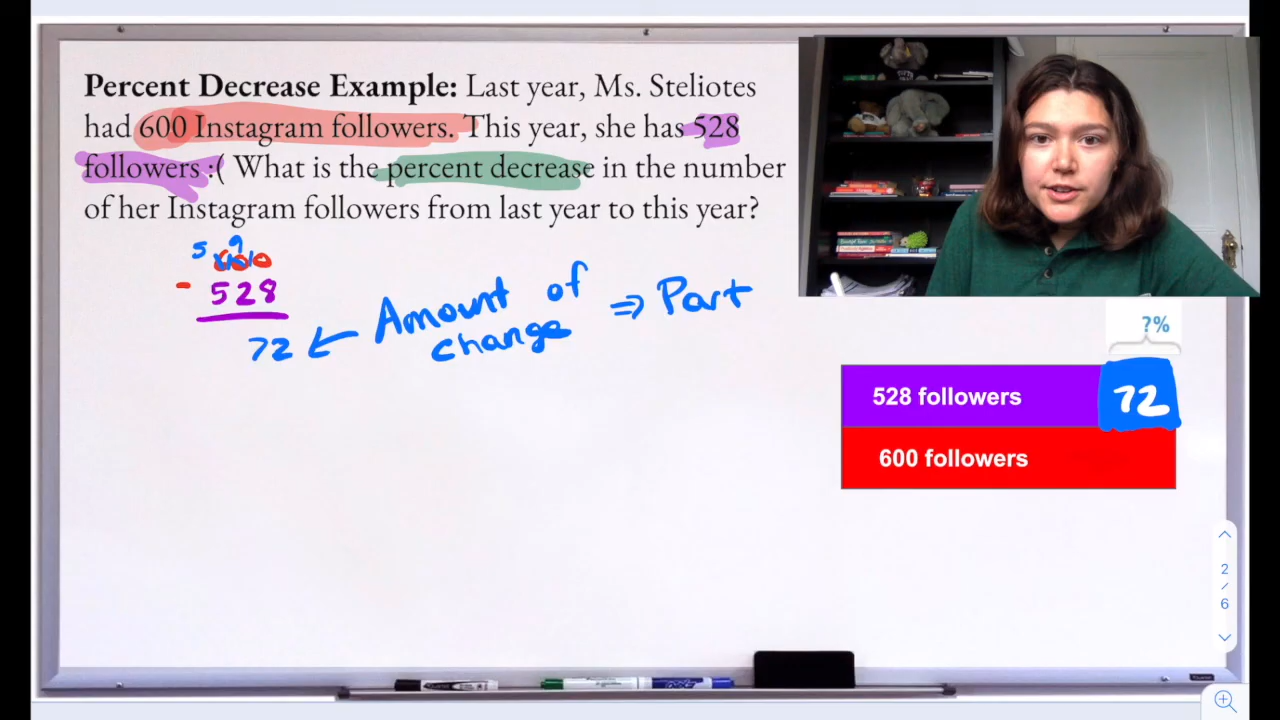 Percent Decrease Example: Last year, Ms. Steliotes
had 600 Instagram followers. This year, she has 528
followers :( What is the percent decrease in the number
of her Instagram followers from last year to this year?
528
72
Amount of
change
⇒ Part
?%
528 followers
72
600 followers
2
/
6